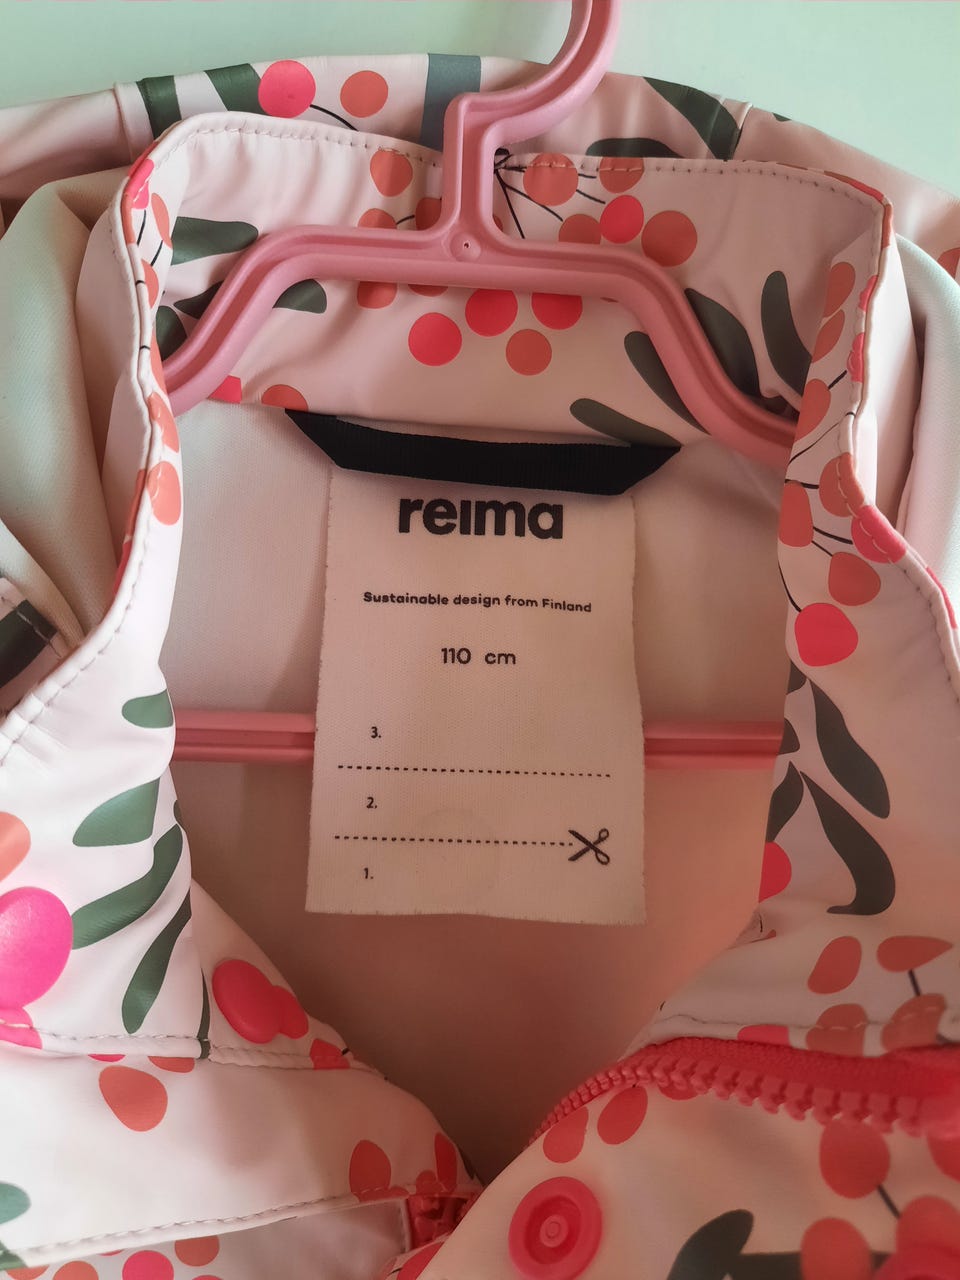 reima
Sustainable design from Finland
110 cm
3.
2.
1.